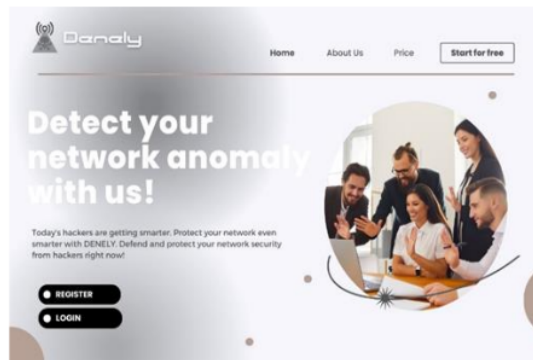 Denely
Home About Us Price Start for free
Detect your
network anomaly
with us!
Today's hackers are getting smarter. Protect your network even
smarter with DENELY. Defend and protect your network security
from hackers right now!
REGISTER
LOGIN